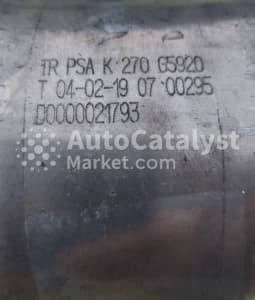 TR PSA K 270 G5920
T 04-02-19 07 00295
D0000021793
AutoCatalyst
Market.com